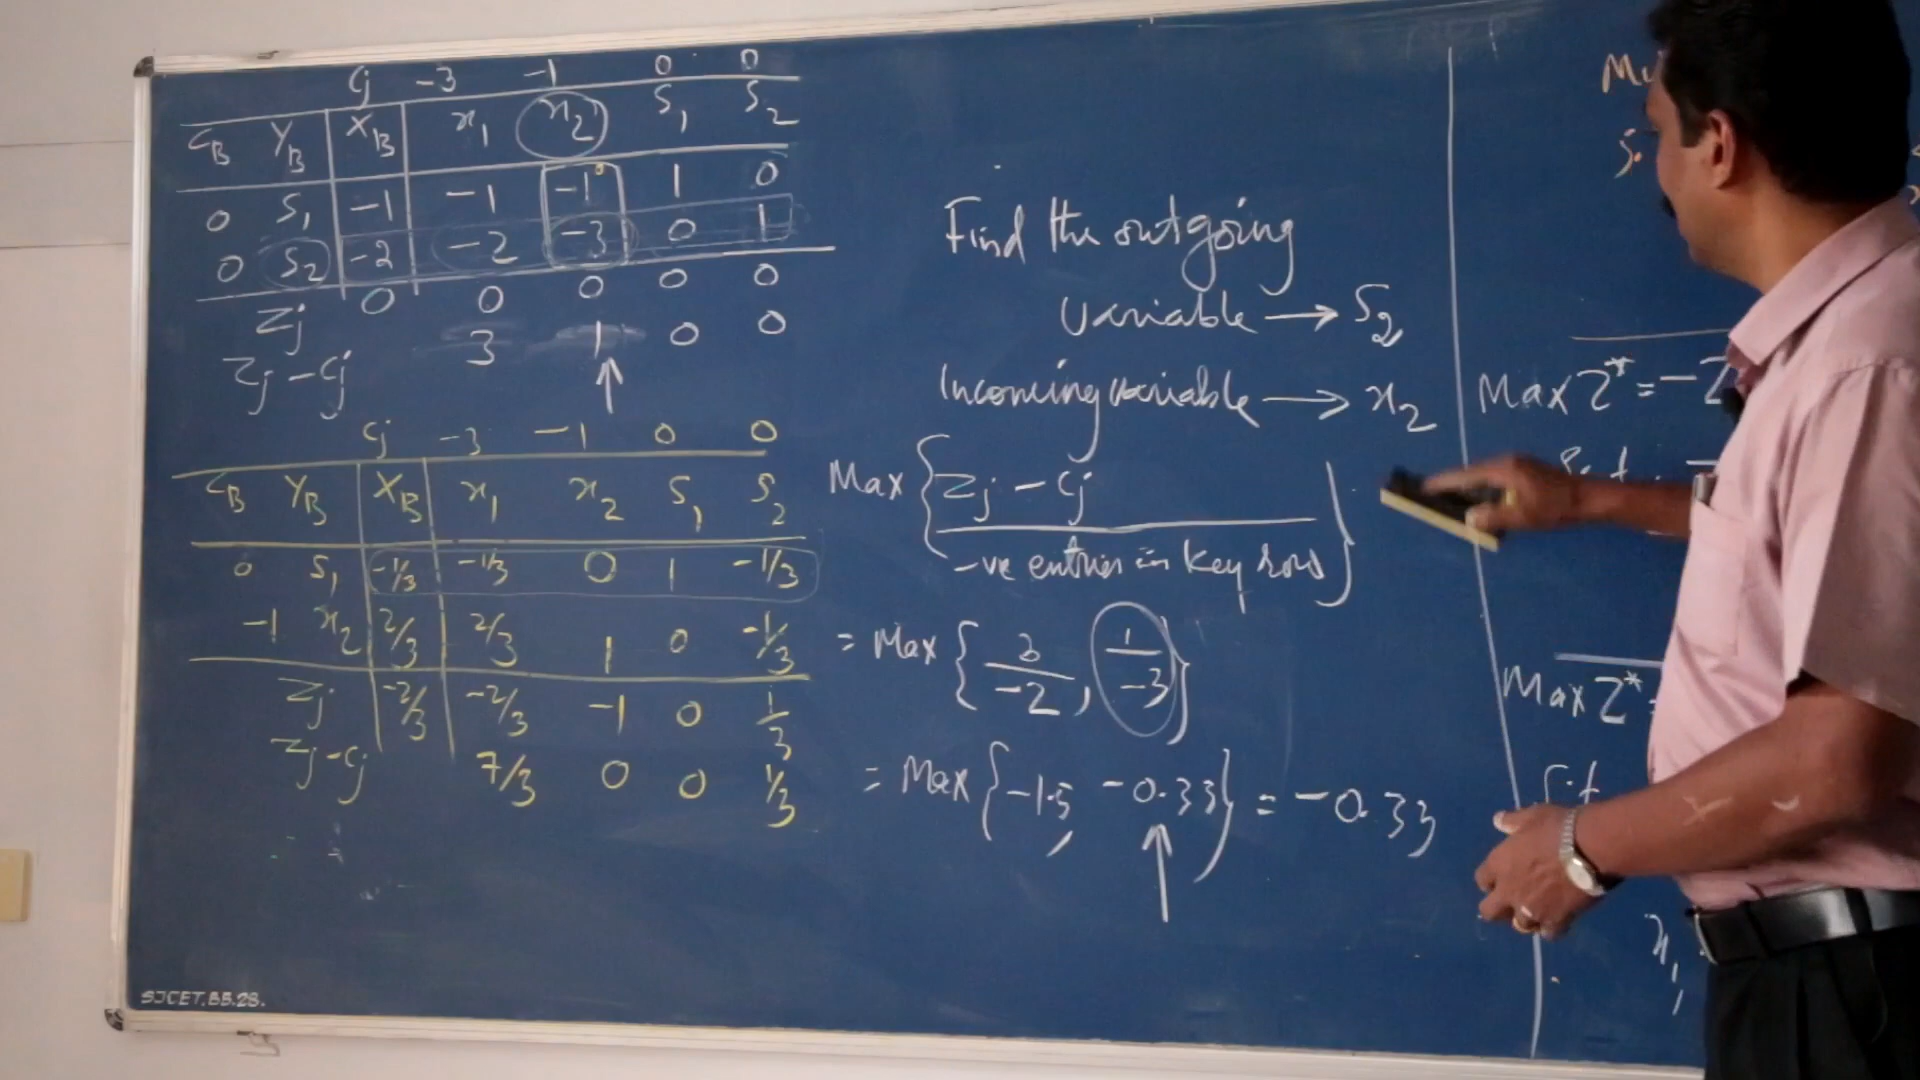 Cj -3 -1 0 0
CB YB XB x1 x2 S1 S2
0 S1 -1 -1 -1 1 0
0 S2 -2 -2 -3 0 1
Zj 0 0 0 0 0
Zj - Cj 3 1 0 0
Cj -3 -1 0 0
CB YB XB x1 x2 S1 S2
0 S1 -1/3 -1/3 0 1 -1/3
-1 x2 2/3 2/3 1 0 -1/3
Zj -2/3 -2/3 -1 0 1/3
Zj - Cj 7/3 0 0 1/3
SJCET.BB.28.
Find the outgoing
variable → S2
Incoming variable → x2
Max { Zj - Cj / -ve entries in key row }
= Max { 3/-2, 1/-3 }
= Max { -1.5, -0.33 } = -0.33
Max Z* = -Z
Max Z*
S.t
x1,